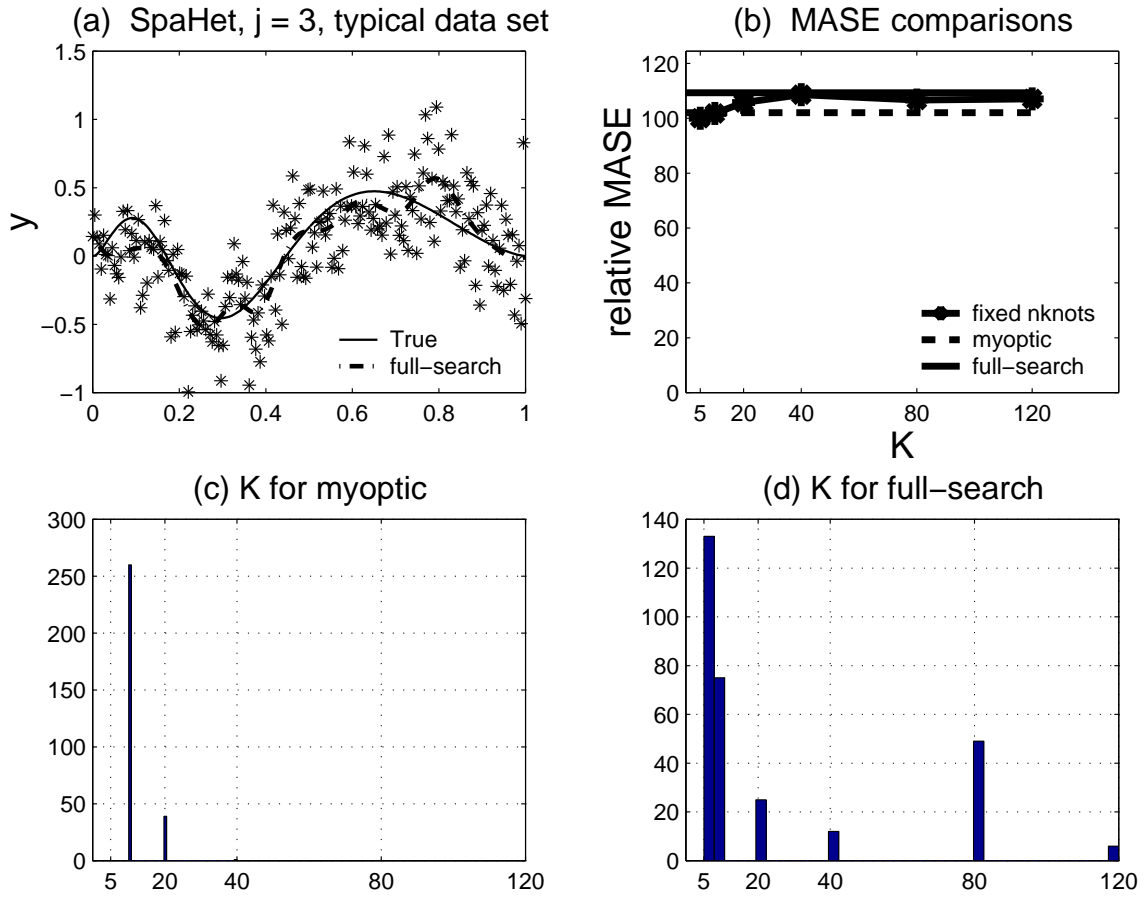 (a) SpaHet, j = 3, typical data set
1.5
1
0.5
0
−0.5
−1
y
True
full−search
0 0.2 0.4 0.6 0.8 1
(b) MASE comparisons
120
100
80
60
40
20
0
relative MASE
fixed nknots
myoptic
full−search
5 20 40 80 120
K
(c) K for myoptic
300
250
200
150
100
50
0
5 20 40 80 120
(d) K for full−search
140
120
100
80
60
40
20
0
5 20 40 80 120